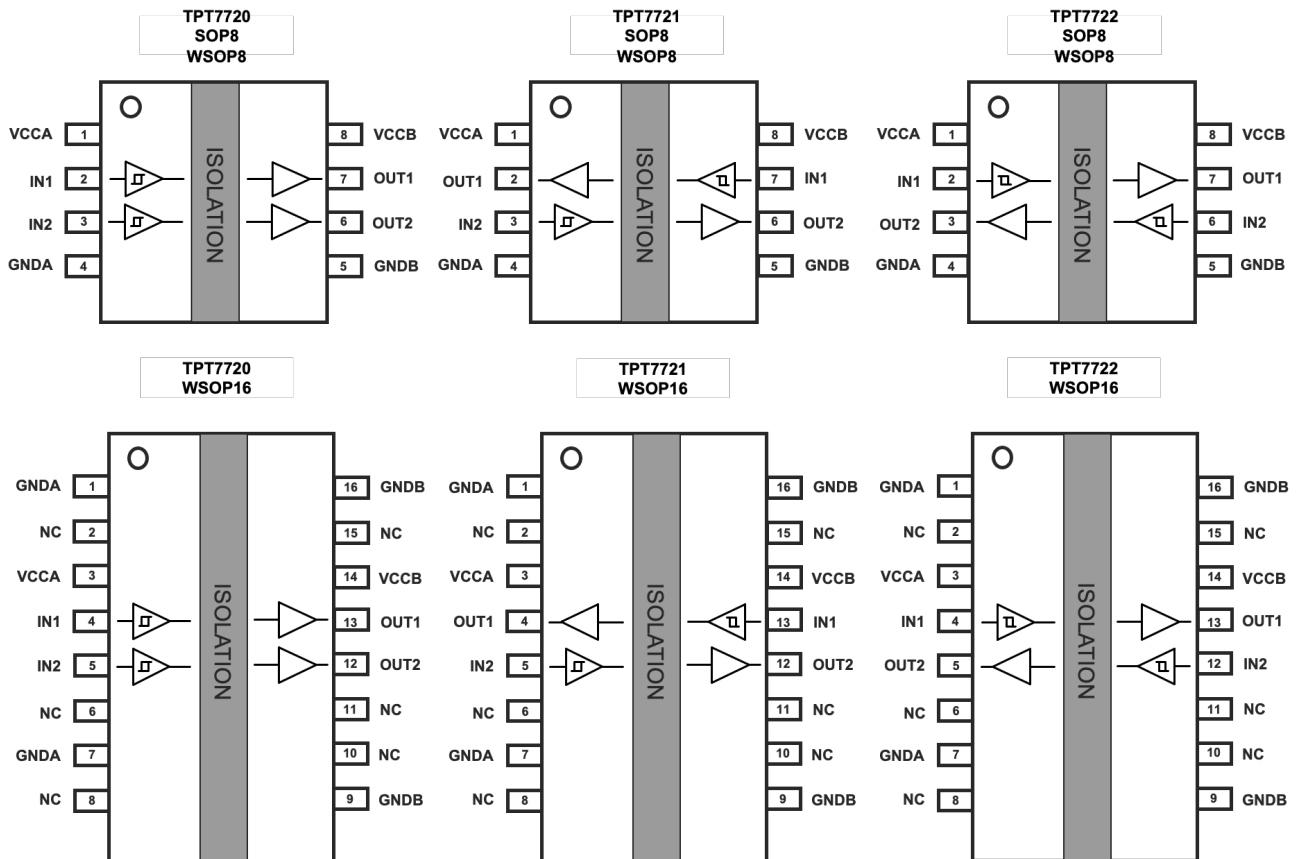 TPT7720
SOP8
WSOP8
TPT7721
SOP8
WSOP8
TPT7722
SOP8
WSOP8
VCCA 1
IN1 2
IN2 3
GNDA 4
ISOLATION
8 VCCB
7 OUT1
6 OUT2
5 GNDB
VCCA 1
OUT1 2
IN2 3
GNDA 4
ISOLATION
8 VCCB
7 IN1
6 OUT2
5 GNDB
VCCA 1
IN1 2
OUT2 3
GNDA 4
ISOLATION
8 VCCB
7 OUT1
6 IN2
5 GNDB
TPT7720
WSOP16
TPT7721
WSOP16
TPT7722
WSOP16
GNDA 1
NC 2
VCCA 3
IN1 4
IN2 5
NC 6
GNDA 7
NC 8
ISOLATION
16 GNDB
15 NC
14 VCCB
13 OUT1
12 OUT2
11 NC
10 NC
9 GNDB
GNDA 1
NC 2
VCCA 3
OUT1 4
IN2 5
NC 6
GNDA 7
NC 8
ISOLATION
16 GNDB
15 NC
14 VCCB
13 IN1
12 OUT2
11 NC
10 NC
9 GNDB
GNDA 1
NC 2
VCCA 3
IN1 4
OUT2 5
NC 6
GNDA 7
NC 8
ISOLATION
16 GNDB
15 NC
14 VCCB
13 OUT1
12 IN2
11 NC
10 NC
9 GNDB